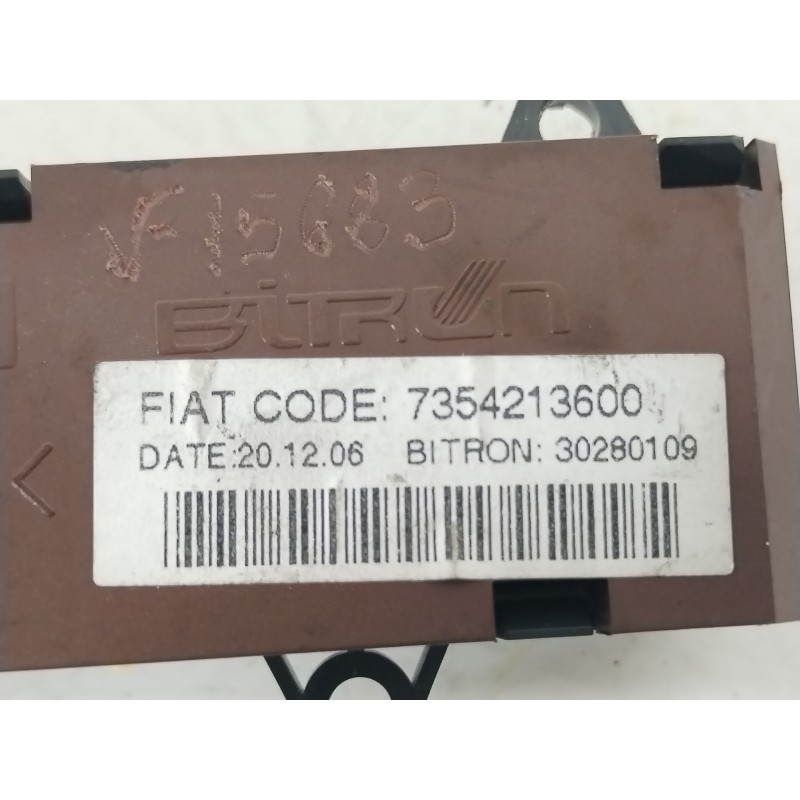 VF15683
BiTRON
FIAT CODE: 7354213600
DATE:20.12.06 BITRON: 30280109